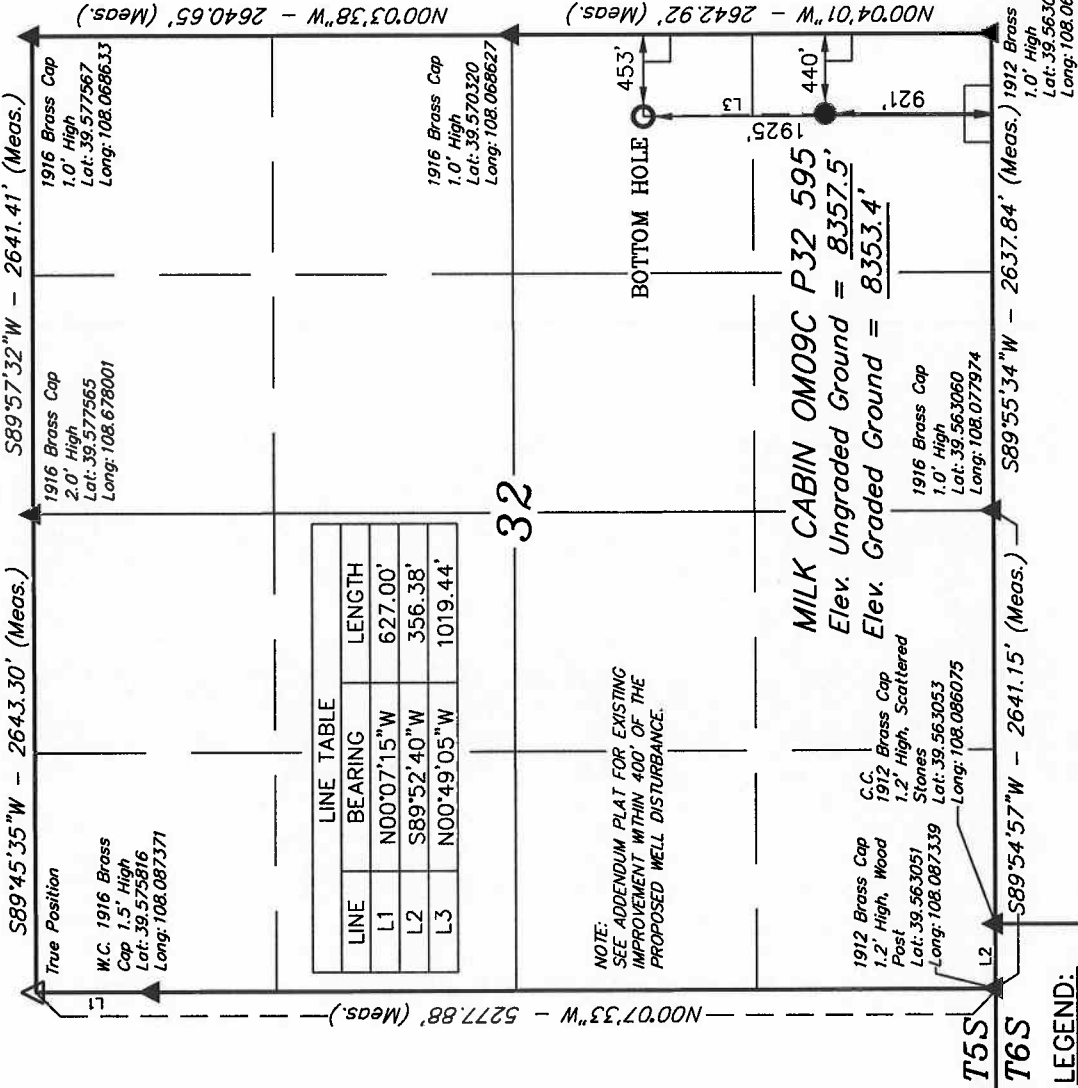 S89°45'35"W – 2643.30' (Meas.)
S89°57'32"W – 2641.41' (Meas.)
True Position
L1
W.C. 1916 Brass
Cap 1.5' High
Lat: 39.575816
Long: 108.087371
1916 Brass Cap
2.0' High
Lat: 39.577565
Long: 108.678001
1916 Brass Cap
1.0' High
Lat: 39.577567
Long: 108.068633
N00°03'38"W – 2640.65' (Meas.)
LINE TABLE
LINE BEARING LENGTH
L1 N00°07'15"W 627.00'
L2 S89°52'40"W 356.38'
L3 N00°49'05"W 1019.44'
1916 Brass Cap
1.0' High
Lat: 39.570320
Long: 108.068627
32
N00°07'33"W – 5277.88' (Meas.)
NOTE:
SEE ADDENDUM PLAT FOR EXISTING
IMPROVEMENT WITHIN 400' OF THE
PROPOSED WELL DISTURBANCE.
BOTTOM HOLE
453'
L3
1925'
440'
921'
N00°04'01"W – 2642.92' (Meas.)
MILK CABIN OM09C P32 595
Elev. Ungraded Ground = 8357.5'
Elev. Graded Ground = 8353.4'
1912 Brass Cap
1.2' High, Wood
Post
Lat: 39.563051
Long: 108.087339
C.C.
1912 Brass Cap
1.2' High, Scattered
Stones
Lat: 39.563053
Long: 108.086075
1916 Brass Cap
1.0' High
Lat: 39.563060
Long: 108.077974
L2
T5S
T6S
S89°54'57"W – 2641.15' (Meas.)
S89°55'34"W – 2637.84' (Meas.)
1912 Brass
1.0' High
LEGEND: